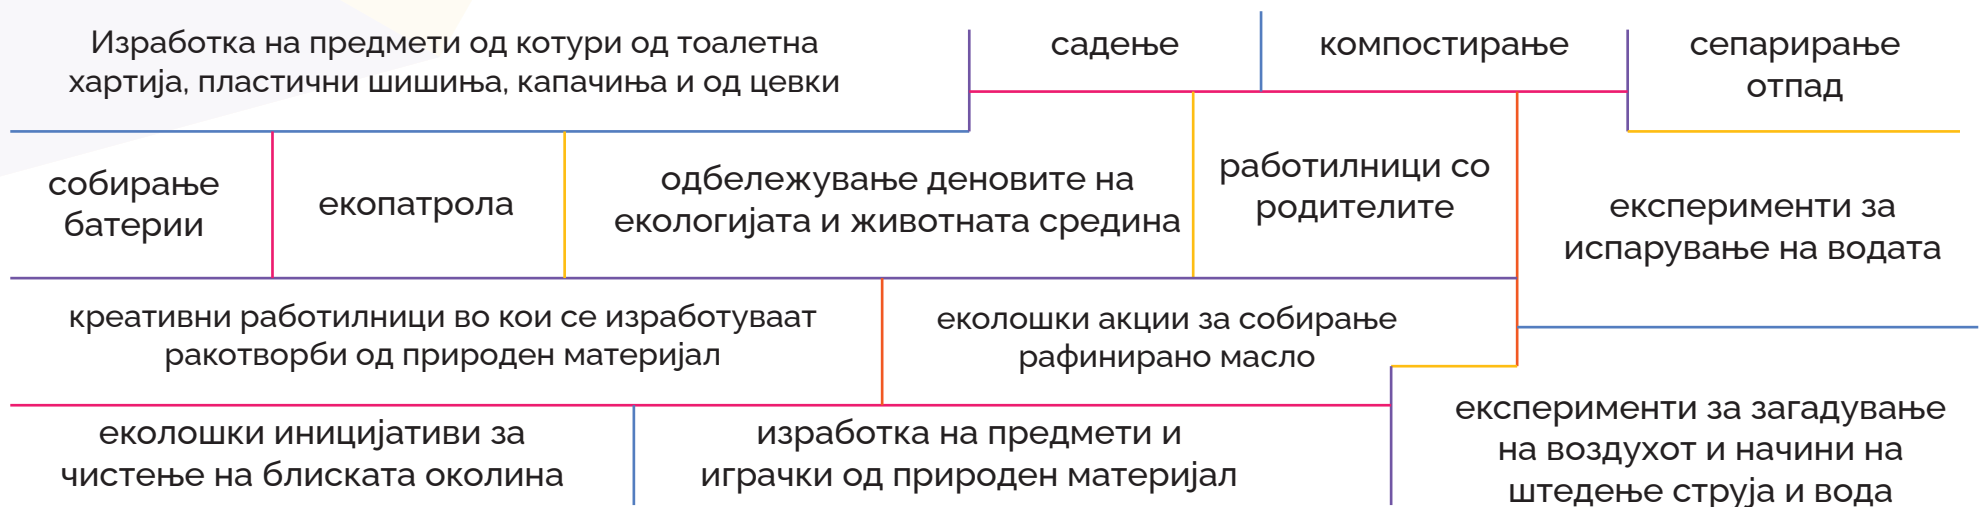 Изработка на предмети од котури од тоалетна
хартија, пластични шишиња, капачиња и од цевки
садење
компостирање
сепарирање
отпад
собирање
батерии
екопатрола
одбележување деновите на
екологијата и животната средина
работилници со
родителите
експерименти за
испарување на водата
креативни работилници во кои се изработуваат
ракотворби од природен материјал
еколошки акции за собирање
рафинирано масло
еколошки иницијативи за
чистење на блиската околина
изработка на предмети и
играчки од природен материјал
експерименти за загадување
на воздухот и начини на
штедење струја и вода